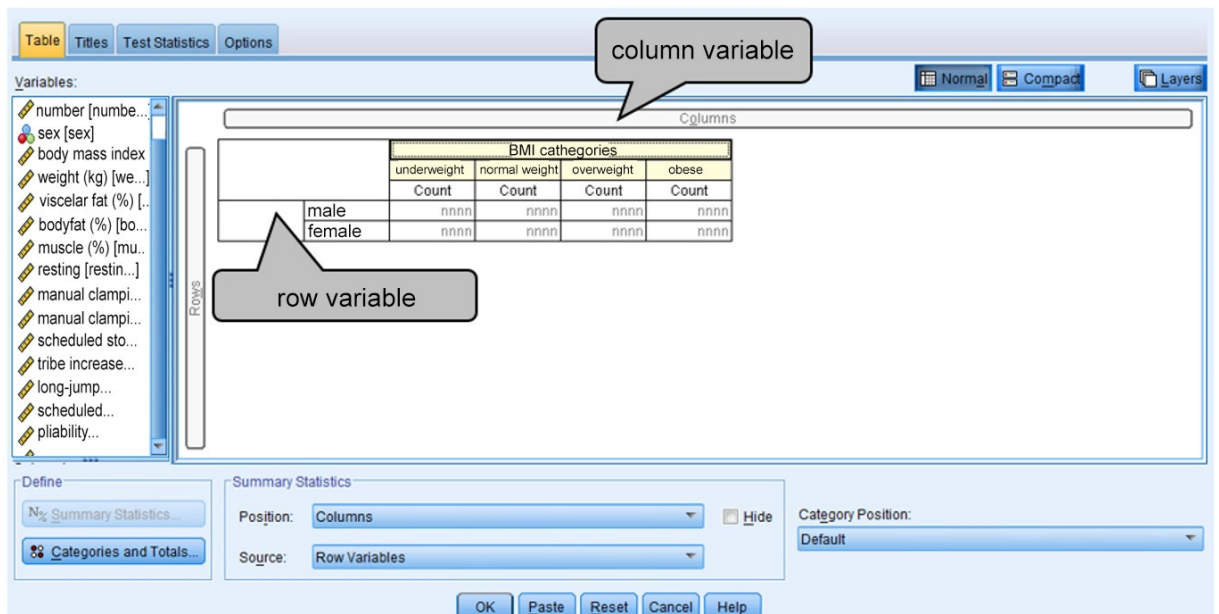 Table Titles Test Statistics Options
column variable
Variables:
Normal Compact Layers
number [numbe...]
sex [sex]
body mass index
weight (kg) [we...]
viscelar fat (%) [..
bodyfat (%) [bo...
muscle (%) [mu..
resting [restin...]
manual clampi...
manual clampi...
scheduled sto...
tribe increase...
long-jump...
scheduled...
pliability...
Columns
Rows
BMI cathegories
underweight normal weight overweight obese
Count Count Count Count
male nnnn nnnn nnnn nnnn
female nnnn nnnn nnnn nnnn
row variable
Define
N% Summary Statistics...
Categories and Totals...
Summary Statistics
Position: Columns Hide
Source: Row Variables
Category Position:
Default
OK Paste Reset Cancel Help